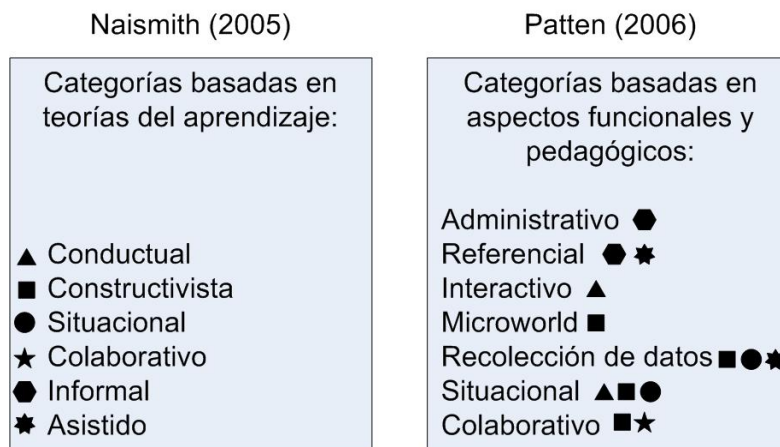 Naismith (2005)
Categorías basadas en
teorías del aprendizaje:
Conductual
Constructivista
Situacional
Colaborativo
Informal
Asistido
Patten (2006)
Categorías basadas en
aspectos funcionales y
pedagógicos:
Administrativo
Referencial
Interactivo
Microworld
Recolección de datos
Situacional
Colaborativo